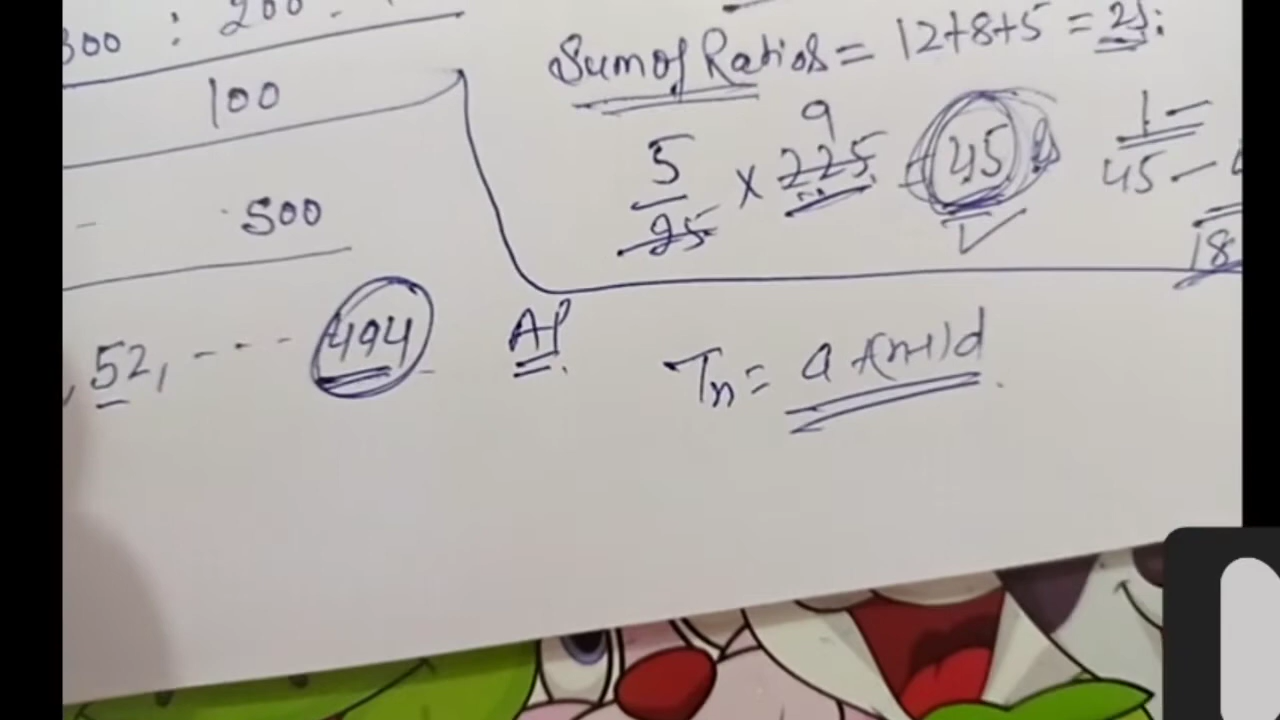 300 : 200
100
500
Sum of Ratios = 12+8+5 = 25
9
5/25 × 225 = 45
1
45
18
, 52, --- 494 AP
Tn = a+(n-1)d